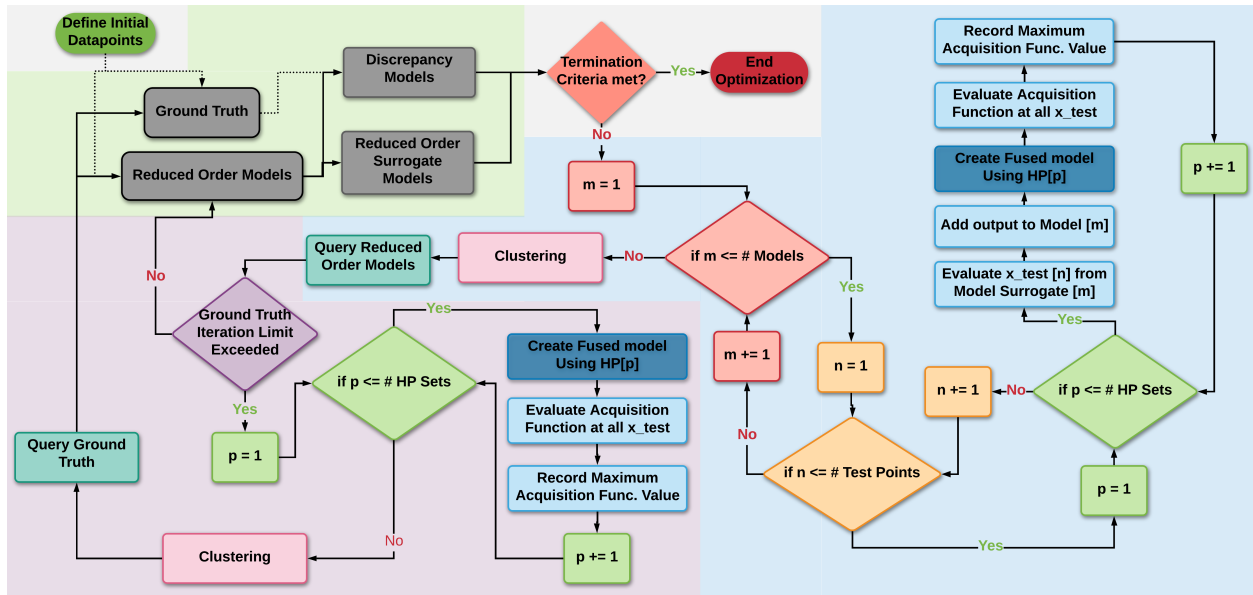 Define Initial
Datapoints
Ground Truth
Reduced Order Models
Discrepancy
Models
Reduced Order
Surrogate
Models
Termination
Criteria met?
Yes
End
Optimization
No
m = 1
if m <= # Models
No
Clustering
Query Reduced
Order Models
Ground Truth
Iteration Limit
Exceeded
No
Yes
p = 1
if p <= # HP Sets
Yes
Create Fused model
Using HP[p]
Evaluate Acquisition
Function at all x_test
Record Maximum
Acquisition Func. Value
p += 1
No
Clustering
Query Ground
Truth
Yes
n = 1
if n <= # Test Points
No
m += 1
Yes
p = 1
if p <= # HP Sets
No
n += 1
Yes
Evaluate x_test [n] from
Model Surrogate [m]
Add output to Model [m]
Create Fused model
Using HP[p]
Evaluate Acquisition
Function at all x_test
Record Maximum
Acquisition Func. Value
p += 1